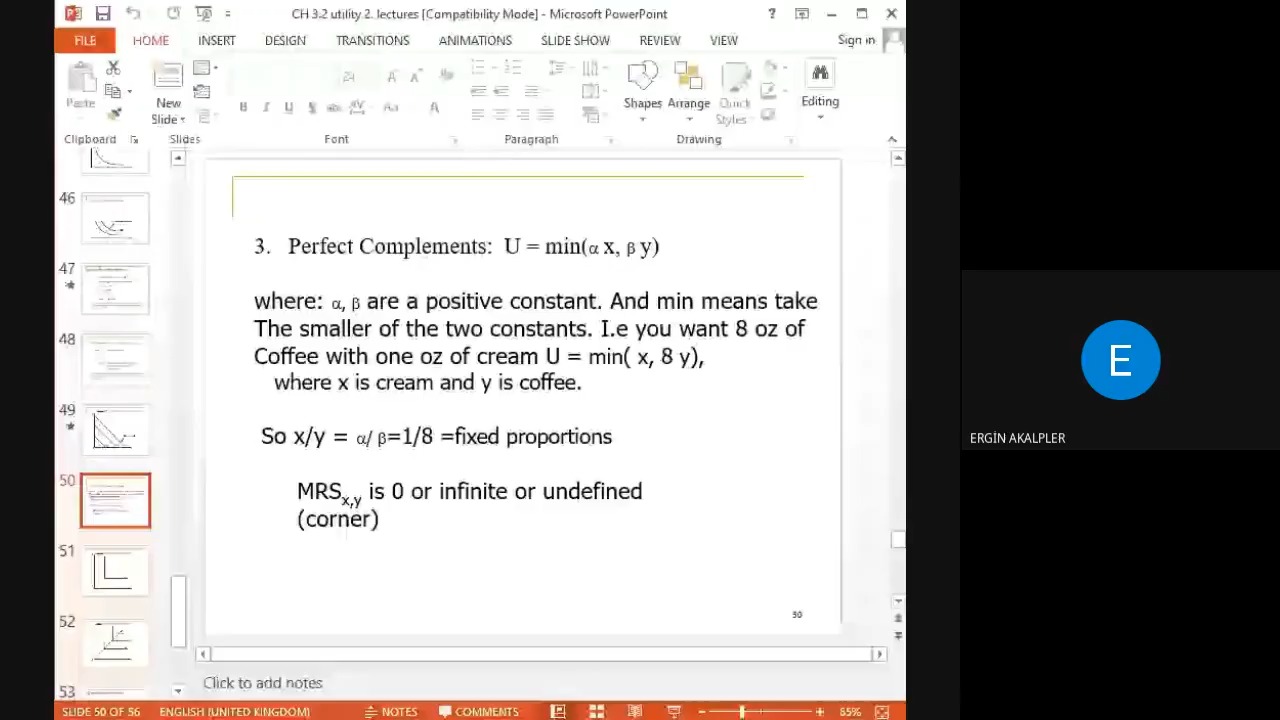 CH 3.2 utility 2. lectures [Compatibility Mode] - Microsoft PowerPoint
FILE HOME INSERT DESIGN TRANSITIONS ANIMATIONS SLIDE SHOW REVIEW VIEW Sign in
Paste New Slide Shapes Arrange Quick Styles Editing
Clipboard Slides Font Paragraph Drawing
46
47
48
49
50
51
52
53
3. Perfect Complements: U = min(α x, β y)
where: α, β are a positive constant. And min means take
The smaller of the two constants. I.e you want 8 oz of
Coffee with one oz of cream U = min( x, 8 y),
where x is cream and y is coffee.
So x/y = α/ β=1/8 =fixed proportions
MRSx,y is 0 or infinite or undefined
(corner)
50
Click to add notes
SLIDE 50 OF 56 ENGLISH (UNITED KINGDOM) NOTES COMMENTS 65%
E
ERGİN AKALPLER